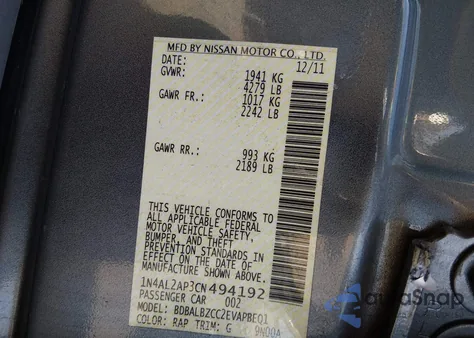 MFD BY NISSAN MOTOR CO., LTD.
DATE: 12/11
GVWR: 1941 KG
4279 LB
GAWR FR.: 1017 KG
2242 LB
GAWR RR.: 993 KG
2189 LB
THIS VEHICLE CONFORMS TO
ALL APPLICABLE FEDERAL
MOTOR VEHICLE SAFETY,
BUMPER, AND THEFT
PREVENTION STANDARDS IN
EFFECT ON THE DATE OF
MANUFACTURE SHOWN ABOVE.
1N4AL2AP3CN494192
PASSENGER CAR 002
MODEL: BDBALBZCC2EVAPBE01
COLOR: RAP TRIM: G 9N00A
AutoSnap